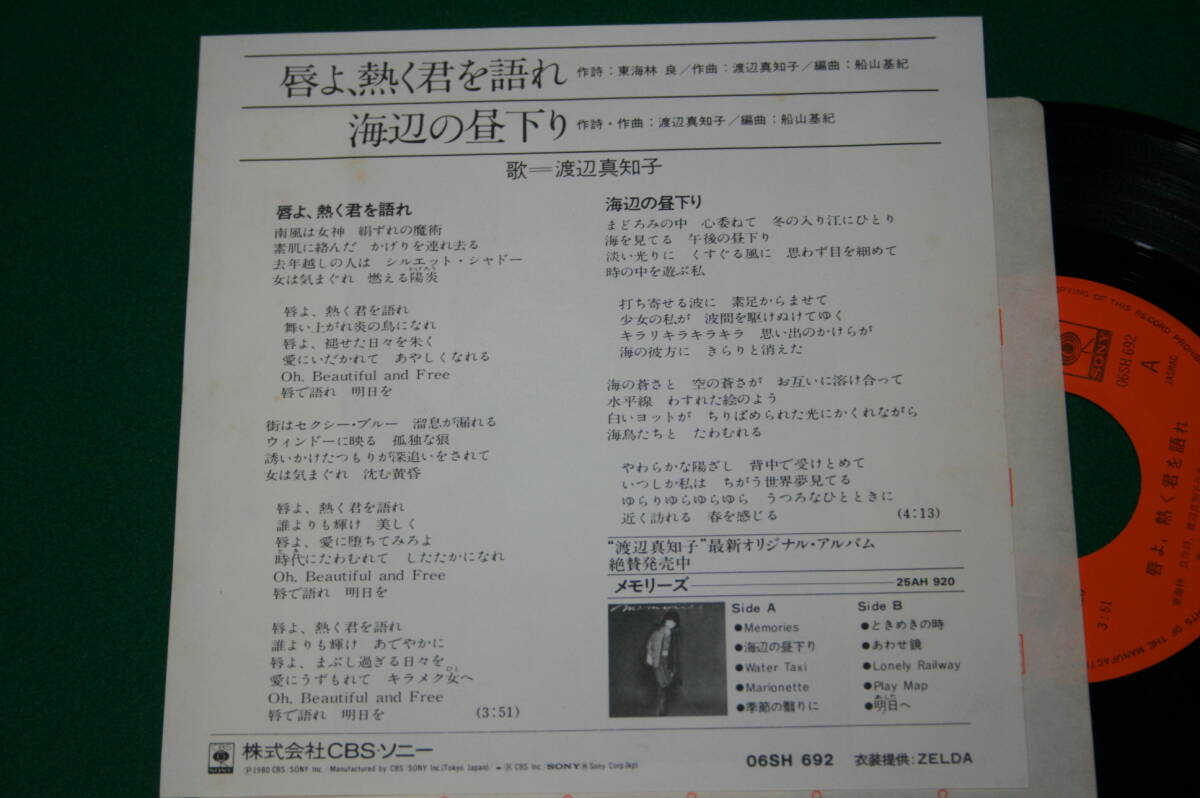 唇よ、熱く君を語れ 作詩：東海林 良／作曲：渡辺真知子／編曲：船山基紀
海辺の昼下り 作詩・作曲：渡辺真知子／編曲：船山基紀
歌＝渡辺真知子
唇よ、熱く君を語れ
南風は女神　絹ずれの魔術
素肌に絡んだ　かげりを連れ去る
去年越しの人は　シルエット・シャドー
女は気まぐれ　燃える陽炎
唇よ、熱く君を語れ
舞い上がれ炎の鳥になれ
唇よ、褪せた日々を朱く
愛にいだかれて　あやしくなれる
Oh, Beautiful and Free
唇で語れ　明日を
街はセクシー・ブルー　溜息が漏れる
ウィンドーに映る　孤独な狼
誘いかけたつもりが深追いをされて
女は気まぐれ　沈む黄昏
唇よ、熱く君を語れ
誰よりも輝け　美しく
唇よ、愛に堕ちてみろよ
時代にたわむれて　したたかになれ
Oh, Beautiful and Free
唇で語れ　明日を
唇よ、熱く君を語れ
誰よりも輝け　あでやかに
唇よ、まぶし過ぎる日々を
愛にうずもれて　キラメク女へ
Oh, Beautiful and Free
唇で語れ　明日を　(3:51)
海辺の昼下り
まどろみの中　心委ねて　冬の入り江にひとり
海を見てる　午後の昼下り
淡い光りに　くすぐる風に　思わず目を細めて
時の中を遊ぶ私
打ち寄せる波に　素足からませて
少女の私が　波間を駆けぬけてゆく
キラリキラキラキラ　思い出のかけらが
海の彼方に　きらりと消えた
海の蒼さと　空の蒼さが　お互いに溶け合って
水平線　わすれた絵のよう
白いヨットが　ちりばめられた光にかくれながら
海鳥たちと　たわむれる
やわらかな陽ざし　背中で受けとめて
いつしか私は　ちがう世界夢見てる
ゆらりゆらゆらゆら　うつろなひとときに
近く訪れる　春を感じる　(4:13)
“渡辺真知子”最新オリジナル・アルバム
絶賛発売中
メモリーズ 25AH 920
Memories
Side A
●Memories
●海辺の昼下り
●Water Taxi
●Marionette
●季節の翳りに
Side B
●ときめきの時
●あわせ鏡
●Lonely Railway
●Play Map
●明日へ
CBS SONY 株式会社CBS・ソニー
Ⓟ1980 CBS/SONY Inc./Manufactured by CBS/SONY Inc.(Tokyo Japan)/ CBS Inc. SONY Sony Corp.(kp)
06SH 692 衣装提供：ZELDA
COPYING OF THIS RECORD
SONY
06SH 692
A
JASRAC
唇よ、熱く君を語れ
3:51
OF THE MANUFACT